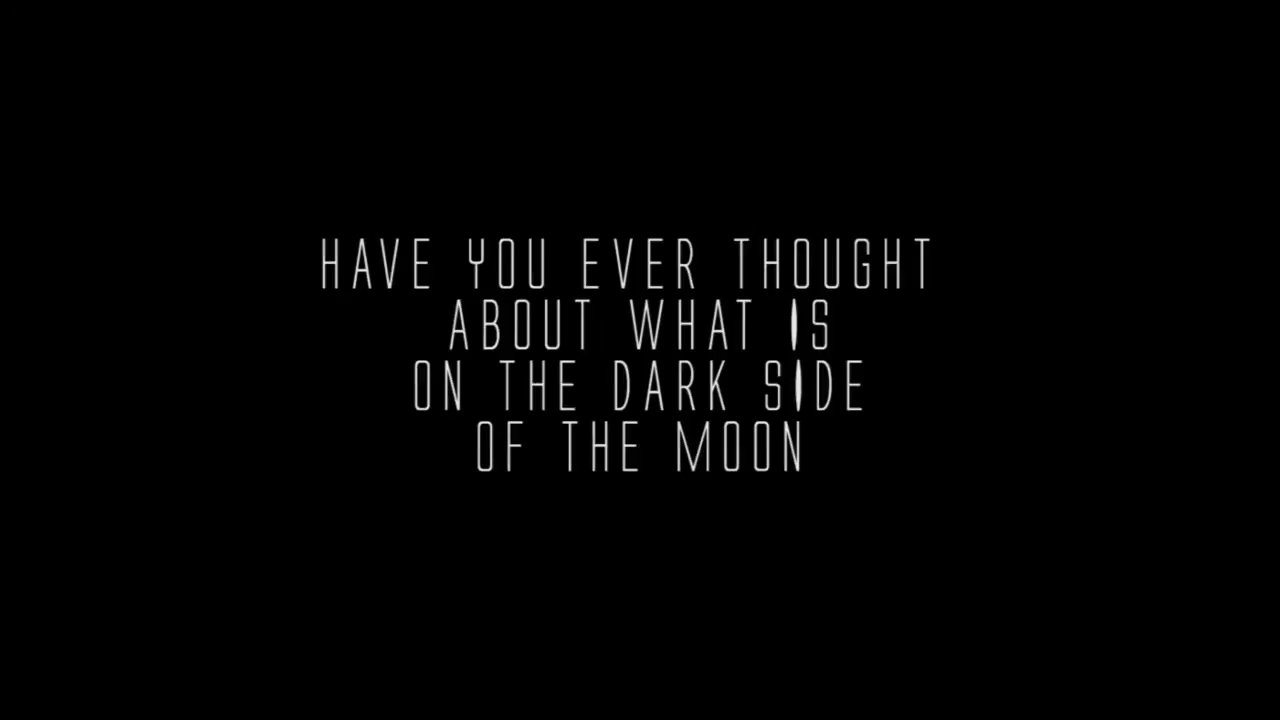 HAVE YOU EVER THOUGHT
ABOUT WHAT IS
ON THE DARK SIDE
OF THE MOON